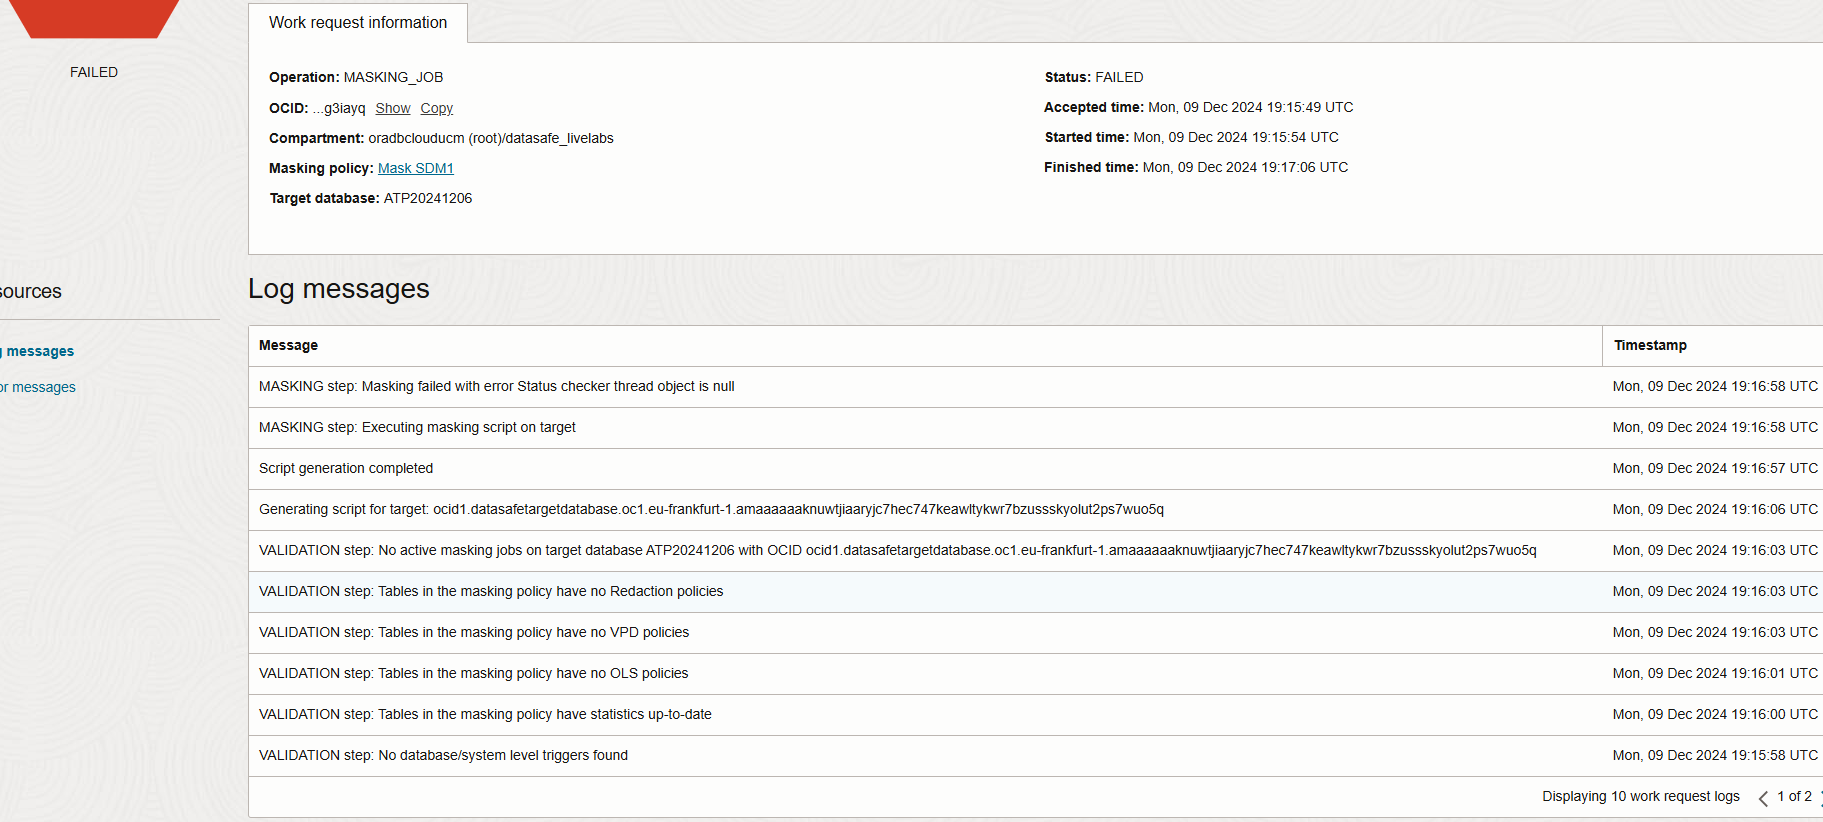 Work request information
FAILED
Operation: MASKING_JOB
OCID: ...g3iayq Show Copy
Compartment: oradbclouducm (root)/datasafe_livelabs
Masking policy: Mask SDM1
Target database: ATP20241206
Status: FAILED
Accepted time: Mon, 09 Dec 2024 19:15:49 UTC
Started time: Mon, 09 Dec 2024 19:15:54 UTC
Finished time: Mon, 09 Dec 2024 19:17:06 UTC
sources
messages
or messages
Log messages
Message Timestamp
MASKING step: Masking failed with error Status checker thread object is null Mon, 09 Dec 2024 19:16:58 UTC
MASKING step: Executing masking script on target Mon, 09 Dec 2024 19:16:58 UTC
Script generation completed Mon, 09 Dec 2024 19:16:57 UTC
Generating script for target: ocid1.datasafetargetdatabase.oc1.eu-frankfurt-1.amaaaaaaknuwtjiaaryjc7hec747keawltykwr7bzussskyolut2ps7wuo5q Mon, 09 Dec 2024 19:16:06 UTC
VALIDATION step: No active masking jobs on target database ATP20241206 with OCID ocid1.datasafetargetdatabase.oc1.eu-frankfurt-1.amaaaaaaknuwtjiaaryjc7hec747keawltykwr7bzussskyolut2ps7wuo5q Mon, 09 Dec 2024 19:16:03 UTC
VALIDATION step: Tables in the masking policy have no Redaction policies Mon, 09 Dec 2024 19:16:03 UTC
VALIDATION step: Tables in the masking policy have no VPD policies Mon, 09 Dec 2024 19:16:03 UTC
VALIDATION step: Tables in the masking policy have no OLS policies Mon, 09 Dec 2024 19:16:01 UTC
VALIDATION step: Tables in the masking policy have statistics up-to-date Mon, 09 Dec 2024 19:16:00 UTC
VALIDATION step: No database/system level triggers found Mon, 09 Dec 2024 19:15:58 UTC
Displaying 10 work request logs 1 of 2